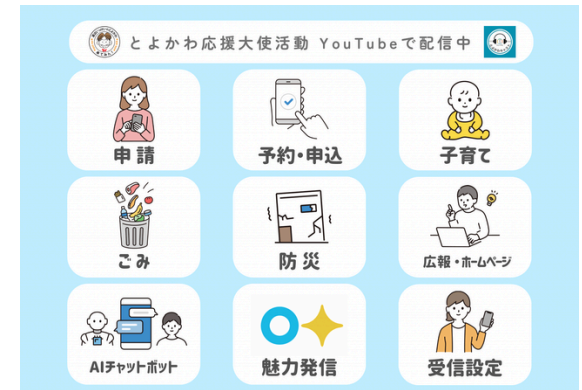 とよかわ応援大使活動 YouTubeで配信中
申請
予約・申込
子育て
ごみ
防災
広報・ホームページ
AIチャットボット
魅力発信
受信設定